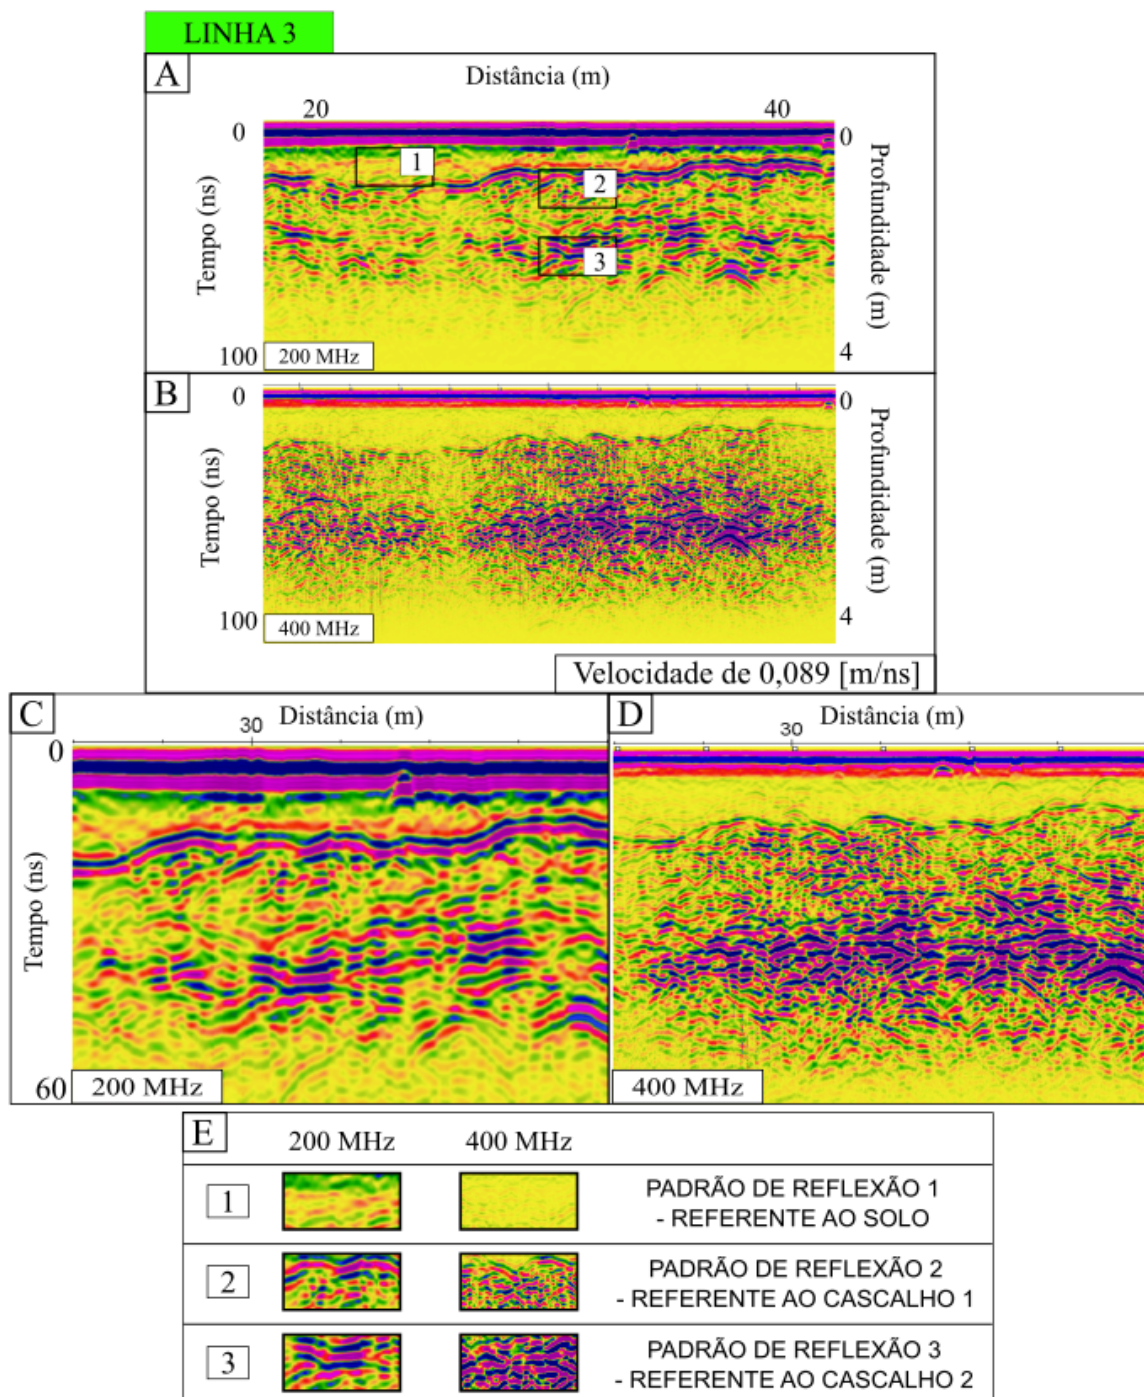 LINHA 3
A
Distância (m)
20 40
0 0
1
2
3
Tempo (ns)
Profundidade (m)
100 4
200 MHz
B
0 0
Tempo (ns)
Profundidade (m)
100 4
400 MHz
Velocidade de 0,089 [m/ns]
C
30
Distância (m)
0
Tempo (ns)
60
200 MHz
D
30
Distância (m)
400 MHz
E
200 MHz 400 MHz
1
PADRÃO DE REFLEXÃO 1
- REFERENTE AO SOLO
2
PADRÃO DE REFLEXÃO 2
- REFERENTE AO CASCALHO 1
3
PADRÃO DE REFLEXÃO 3
- REFERENTE AO CASCALHO 2